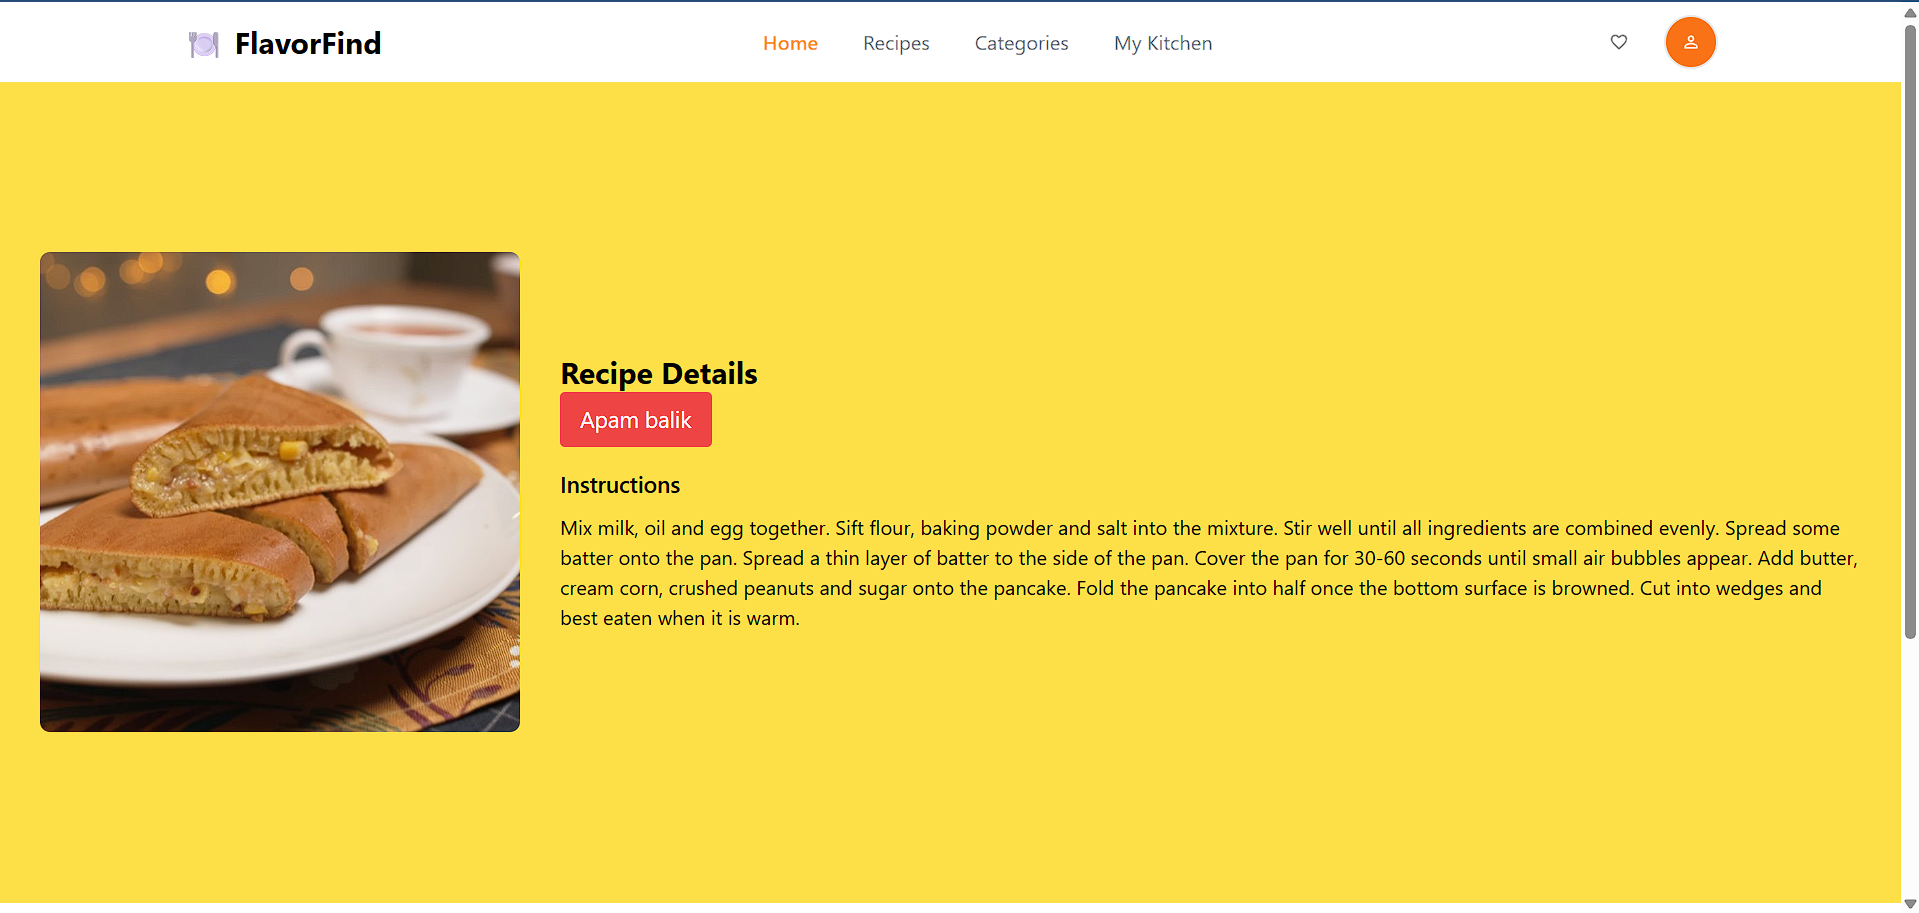 FlavorFind
Home
Recipes
Categories
My Kitchen
Recipe Details
Apam balik
Instructions
Mix milk, oil and egg together. Sift flour, baking powder and salt into the mixture. Stir well until all ingredients are combined evenly. Spread some
batter onto the pan. Spread a thin layer of batter to the side of the pan. Cover the pan for 30-60 seconds until small air bubbles appear. Add butter,
cream corn, crushed peanuts and sugar onto the pancake. Fold the pancake into half once the bottom surface is browned. Cut into wedges and
best eaten when it is warm.